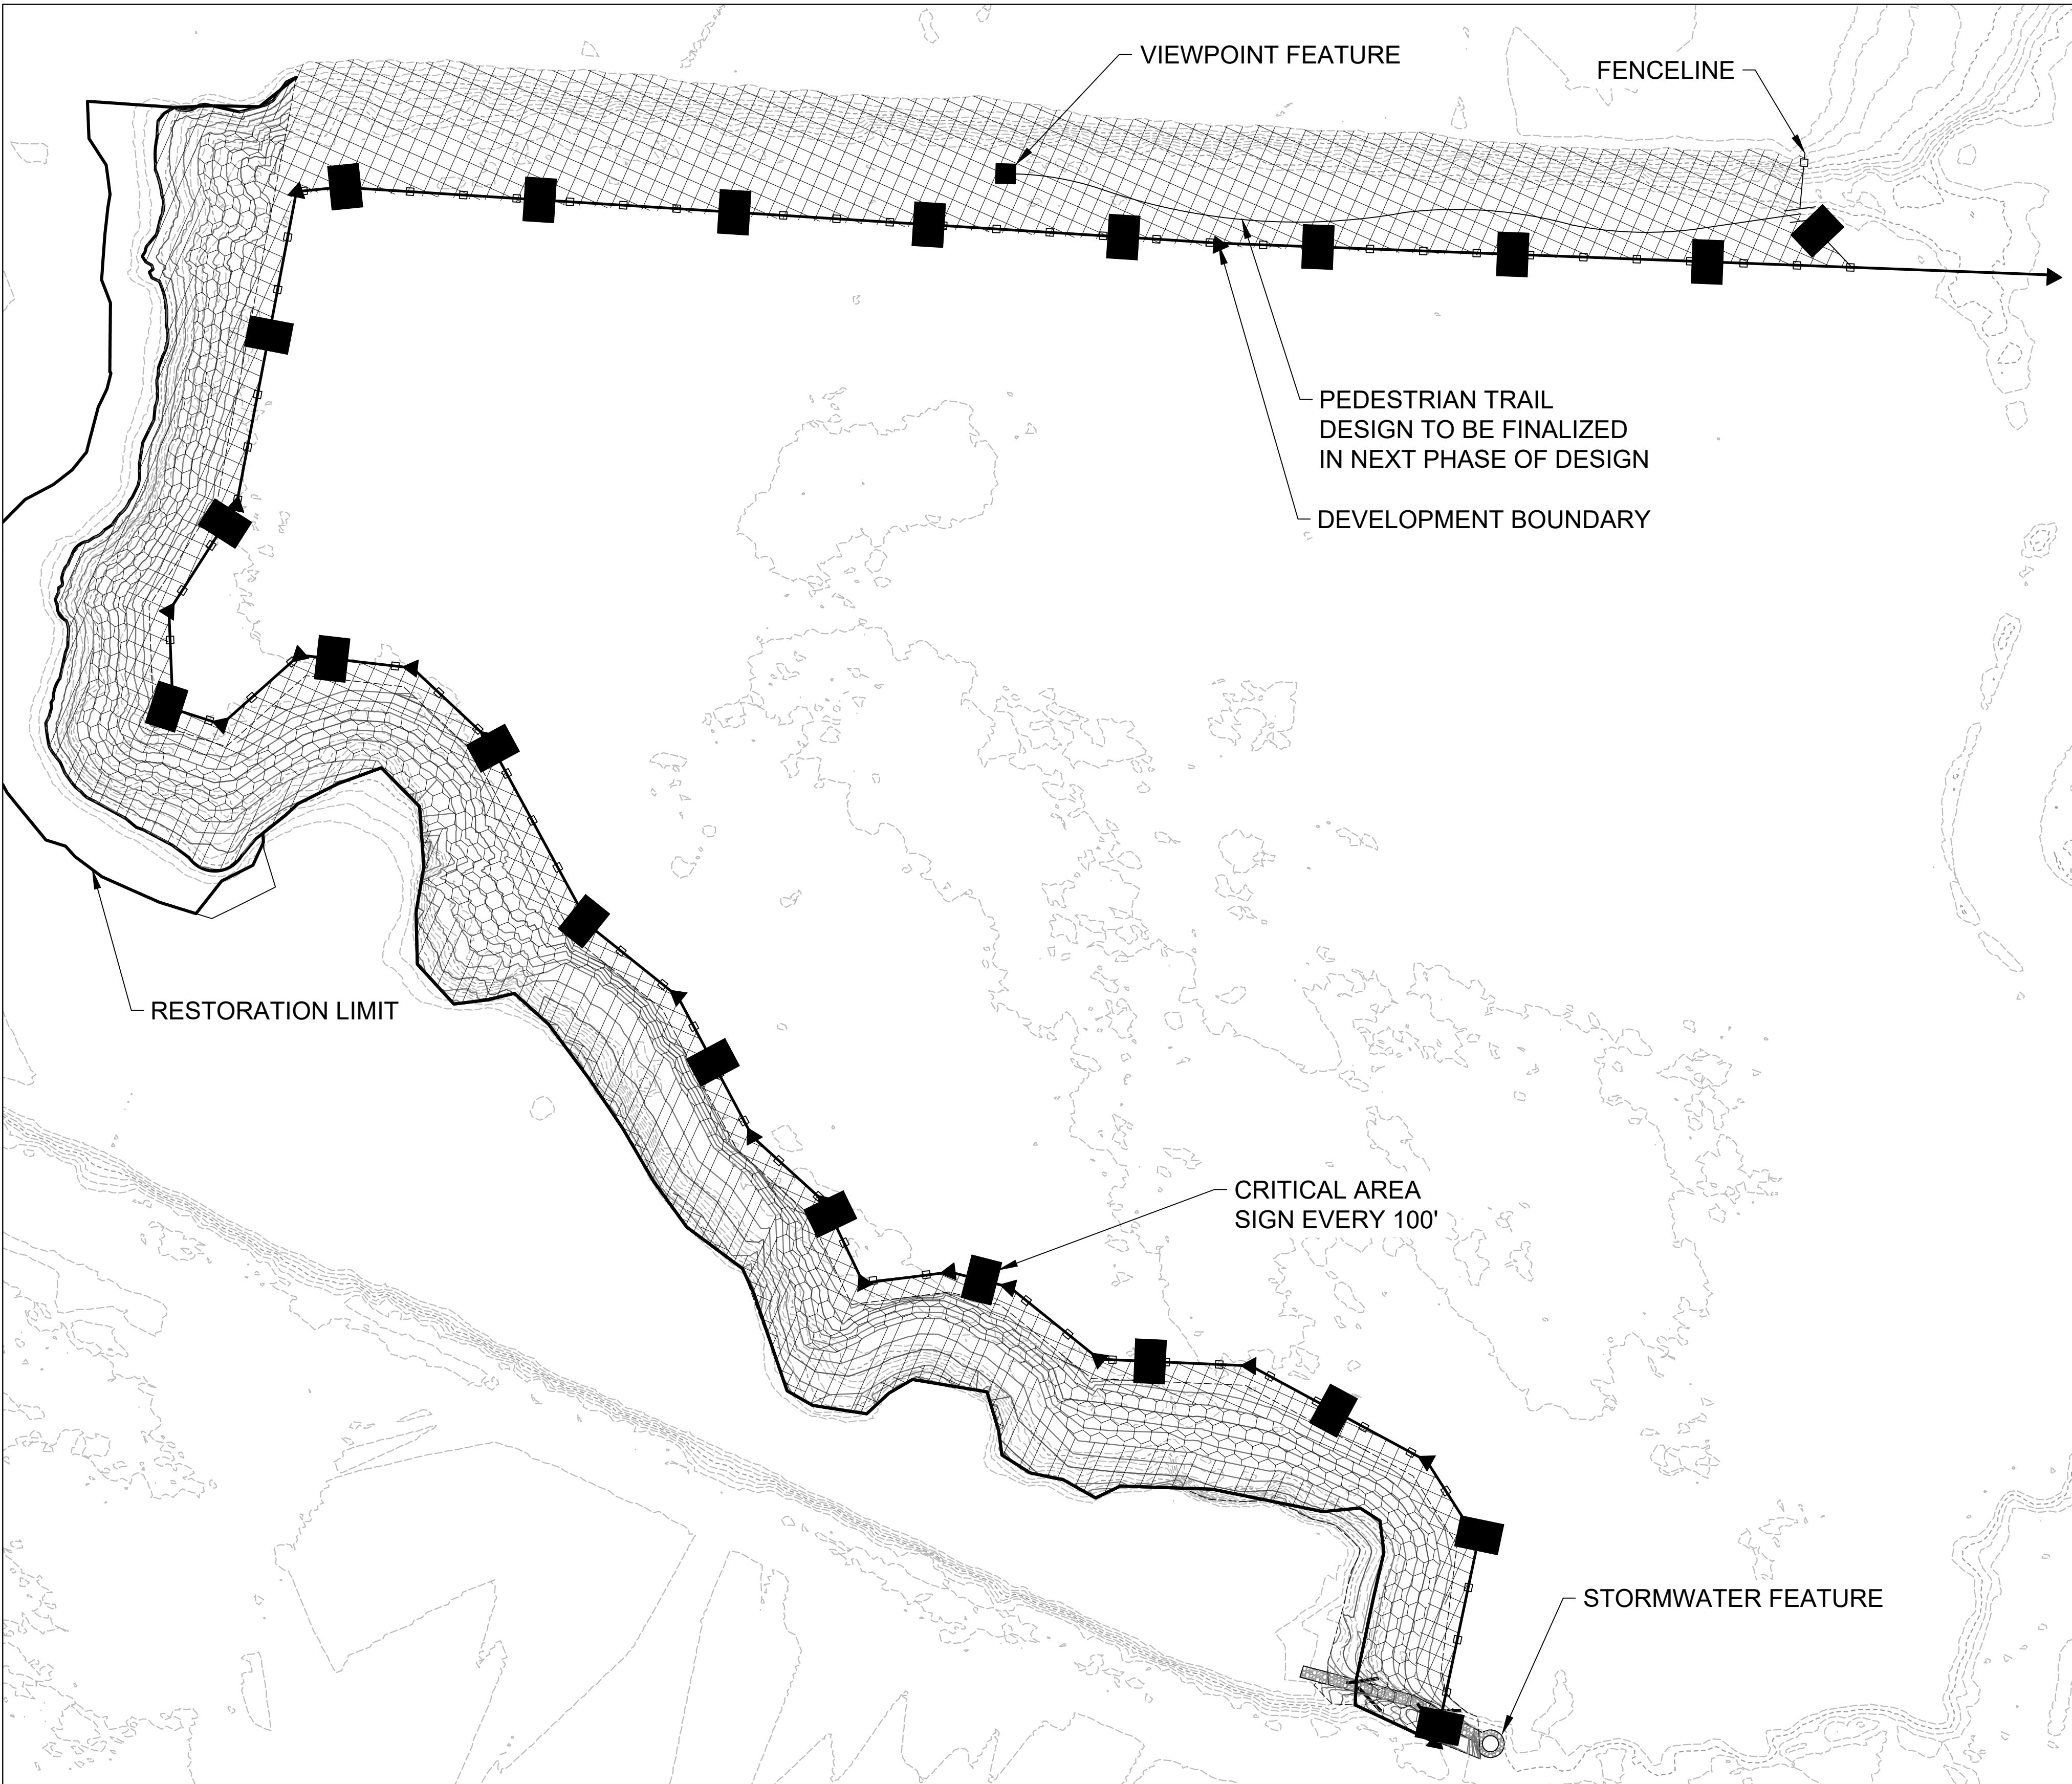 VIEWPOINT FEATURE
FENCELINE
PEDESTRIAN TRAIL
DESIGN TO BE FINALIZED
IN NEXT PHASE OF DESIGN
DEVELOPMENT BOUNDARY
RESTORATION LIMIT
CRITICAL AREA
SIGN EVERY 100'
STORMWATER FEATURE